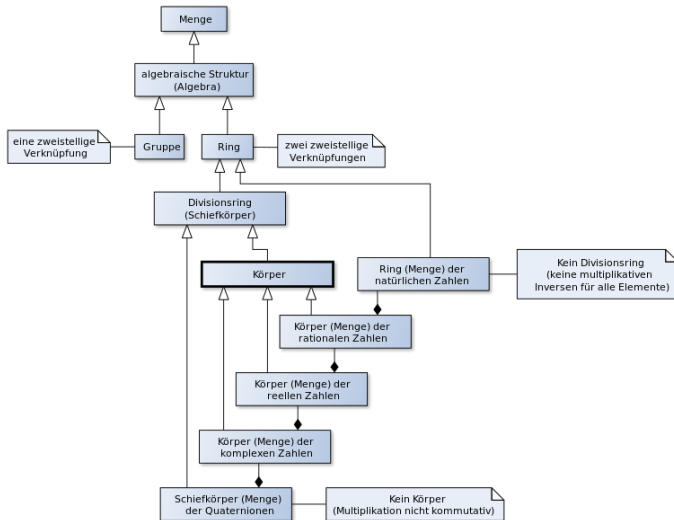 Menge
algebraische Struktur
(Algebra)
eine zweistellige
Verknüpfung
Gruppe
Ring
zwei zweistellige
Verknüpfungen
Divisionsring
(Schiefkörper)
Körper
Ring (Menge) der
natürlichen Zahlen
Kein Divisionsring
(keine multiplikativen
Inversen für alle Elemente)
Körper (Menge) der
rationalen Zahlen
Körper (Menge) der
reellen Zahlen
Körper (Menge) der
komplexen Zahlen
Schiefkörper (Menge)
der Quaternionen
Kein Körper
(Multiplikation nicht kommutativ)